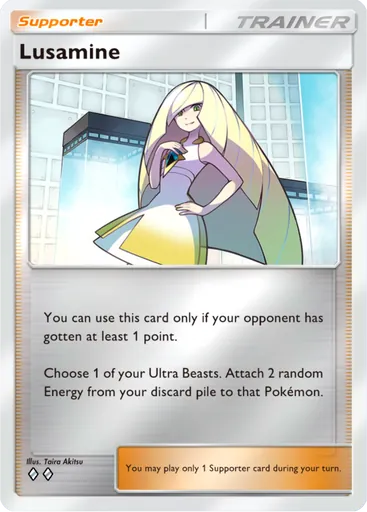 Supporter
TRAINER
Lusamine
You can use this card only if your opponent has
gotten at least 1 point.
Choose 1 of your Ultra Beasts. Attach 2 random
Energy from your discard pile to that Pokémon.
Illus. Taira Akitsu
You may play only 1 Supporter card during your turn.